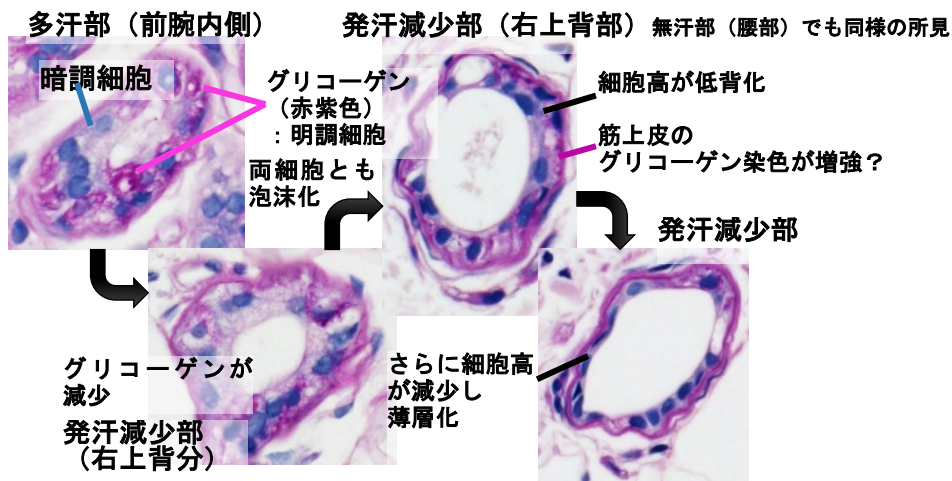 多汗部（前腕内側）
暗調細胞
グリコーゲン
（赤紫色）
：明調細胞
両細胞とも
泡沫化
グリコーゲンが
減少
発汗減少部
（右上背分）
発汗減少部（右上背部）無汗部（腰部）でも同様の所見
細胞高が低背化
筋上皮の
グリコーゲン染色が増強？
発汗減少部
さらに細胞高
が減少し
薄層化